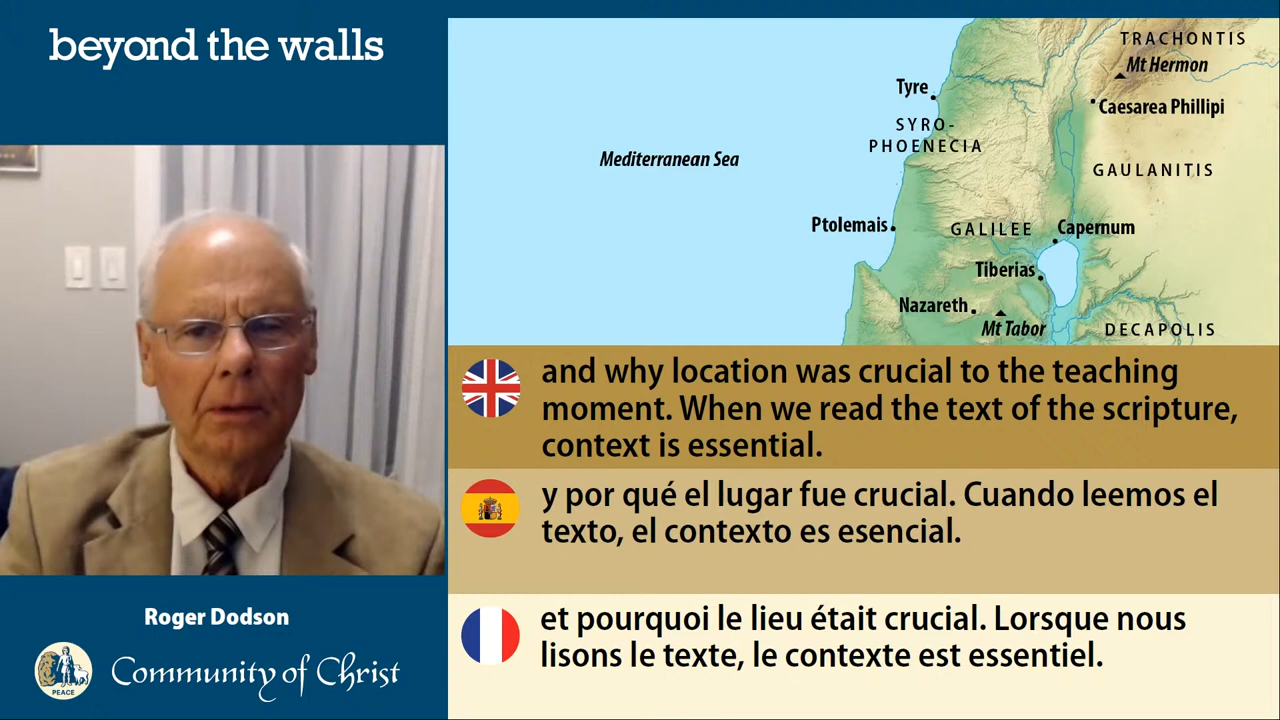 beyond the walls
TRACHONTIS
Mt Hermon
Tyre
Caesarea Phillipi
SYRO-
PHOENECIA
Mediterranean Sea
GAULANITIS
Ptolemais
GALILEE
Capernum
Tiberias
Nazareth
Mt Tabor
DECAPOLIS
and why location was crucial to the teaching
moment. When we read the text of the scripture,
context is essential.
y por qué el lugar fue crucial. Cuando leemos el
texto, el contexto es esencial.
et pourquoi le lieu était crucial. Lorsque nous
lisons le texte, le contexte est essentiel.
Roger Dodson
PEACE
Community of Christ